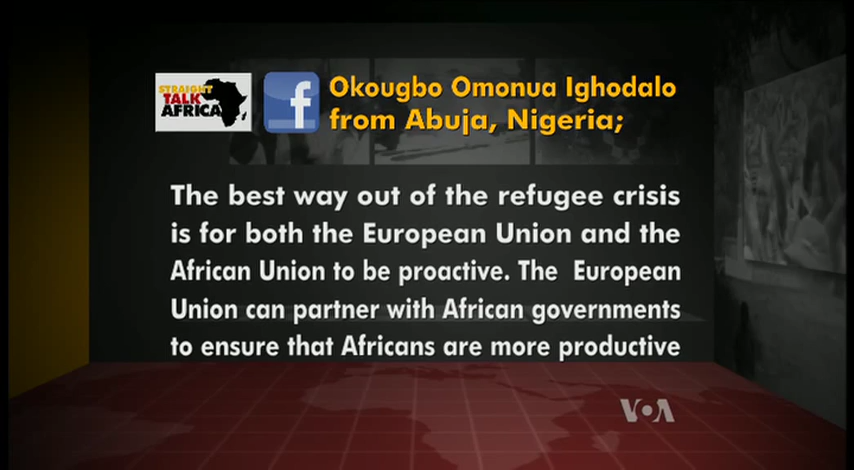 STRAIGHT
TALK
AFRICA
f
Okougbo Omonua Ighodalo
from Abuja, Nigeria;
The best way out of the refugee crisis
is for both the European Union and the
African Union to be proactive. The European
Union can partner with African governments
to ensure that Africans are more productive
VOA